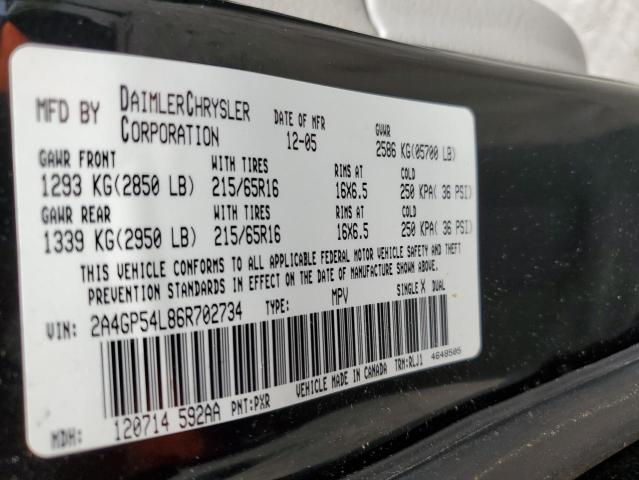 MFD BY DAIMLERCHRYSLER CORPORATION DATE OF MFR 12-05 GVWR 2586 KG(05700 LB)
GAWR FRONT WITH TIRES RIMS AT COLD
1293 KG(2850 LB) 215/65R16 16X6.5 250 KPA( 36 PSI)
GAWR REAR WITH TIRES RIMS AT COLD
1339 KG(2950 LB) 215/65R16 16X6.5 250 KPA( 36 PSI)
THIS VEHICLE CONFORMS TO ALL APPLICABLE FEDERAL MOTOR VEHICLE SAFETY AND THEFT
PREVENTION STANDARDS IN EFFECT ON THE DATE OF MANUFACTURE SHOWN ABOVE.
VIN: 2A4GP54L86R702734 TYPE: MPV SINGLE X DUAL
MDH: 120714 592AA PNT:PXR VEHICLE MADE IN CANADA TRM:RLJ1 4648505